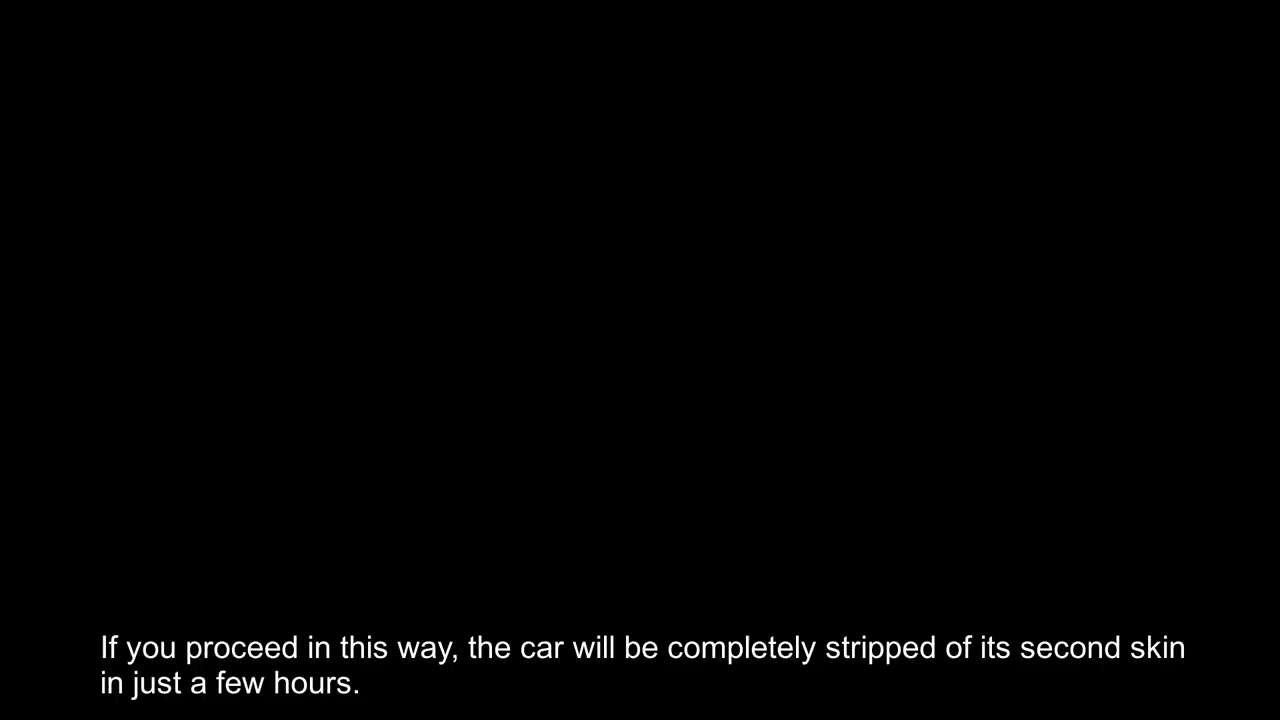 If you proceed in this way, the car will be completely stripped of its second skin
in just a few hours.